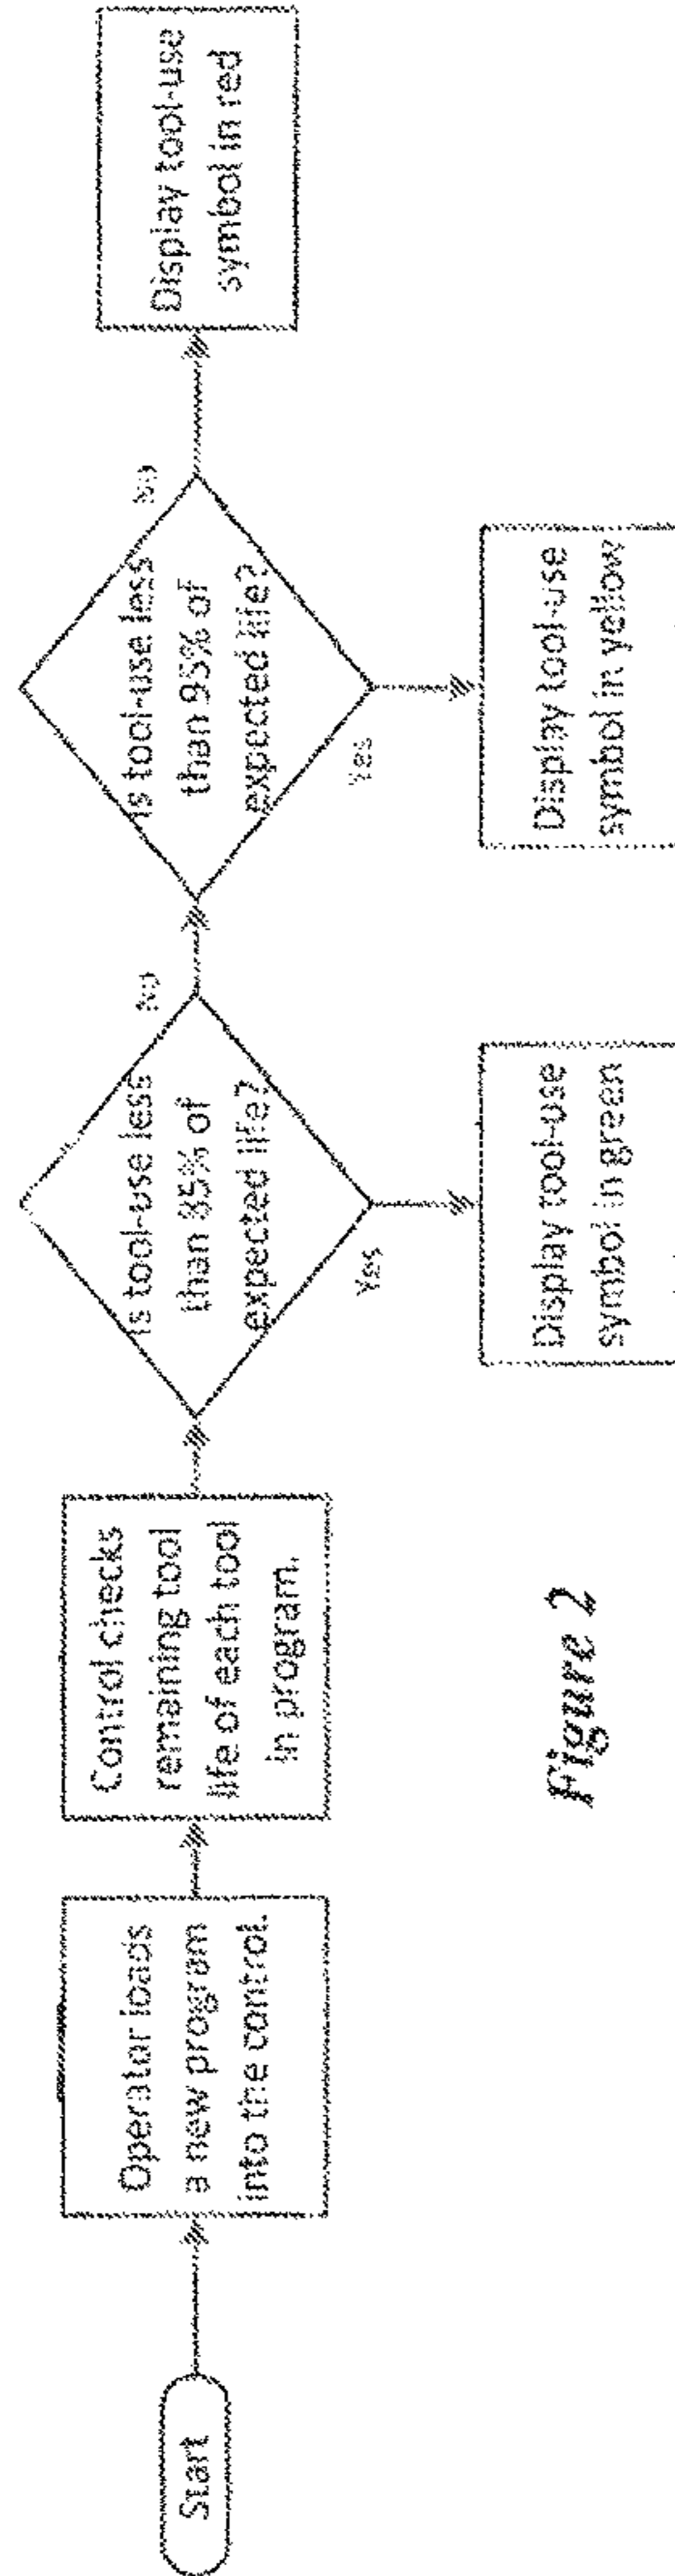 Start
Operator loads
a new program
into the control.
Control checks
remaining tool
life of each tool
in program.
Is tool-use less
than 85% of
expected life?
No
Yes
Is tool-use less
than 95% of
expected life?
No
Yes
Display tool-use
symbol in red
Display tool-use
symbol in green
Display tool-use
symbol in yellow
Figure 2